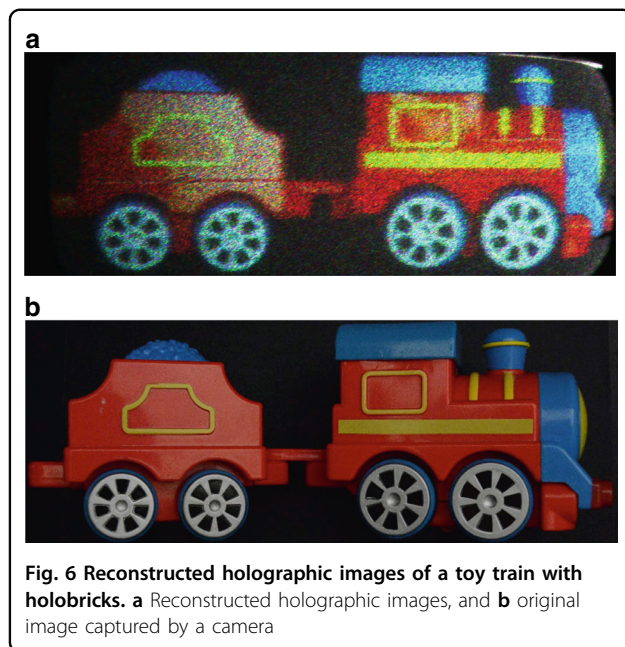 a
b
Fig. 6 Reconstructed holographic images of a toy train with
holobricks. a Reconstructed holographic images, and b original
image captured by a camera